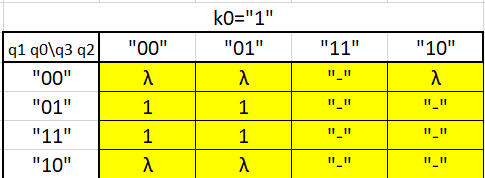 k0="1"
q1 q0\q3 q2 "00" "01" "11" "10"
"00" λ λ "-" λ
"01" 1 1 "-" "-"
"11" 1 1 "-" "-"
"10" λ λ "-" "-"